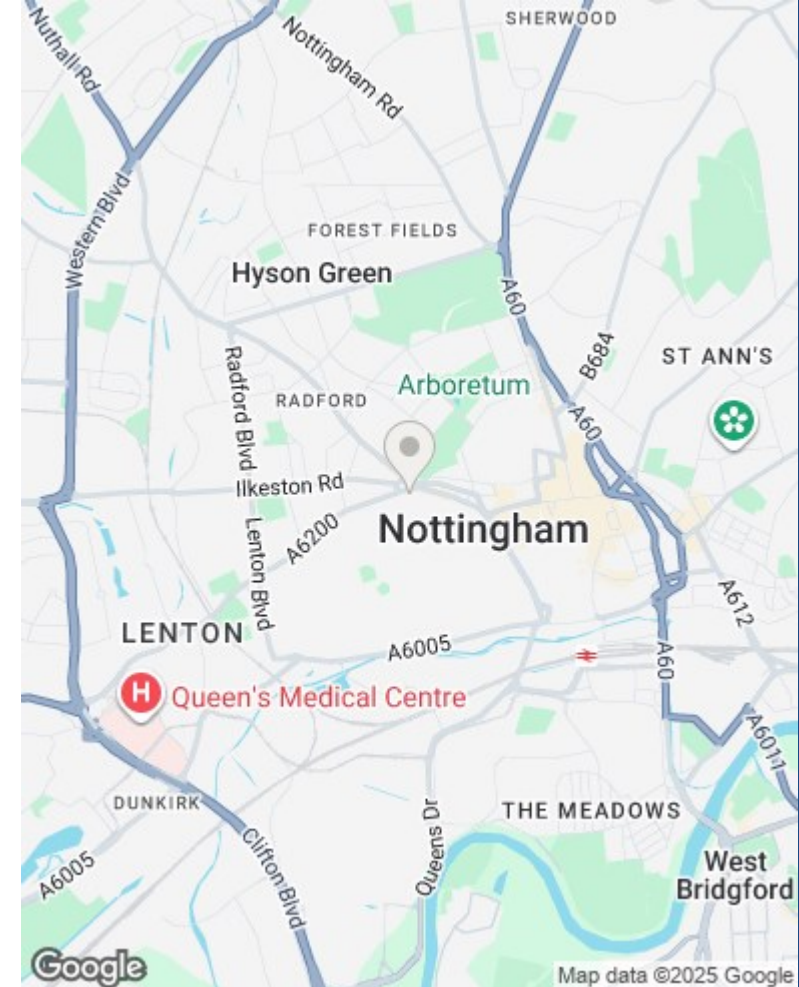 SHERWOOD
Nuthall Rd
Nottingham Rd
Western Blvd
FOREST FIELDS
Hyson Green
A60
B684
ST ANN'S
Radford Blvd
RADFORD
Arboretum
A60
Ilkeston Rd
Nottingham
A6200
Lenton Blvd
A612
LENTON
A6005
A60
H
Queen's Medical Centre
A6011
DUNKIRK
THE MEADOWS
Queens Dr
Clifton Blvd
A6005
West
Bridgford
Google
Map data ©2025 Google